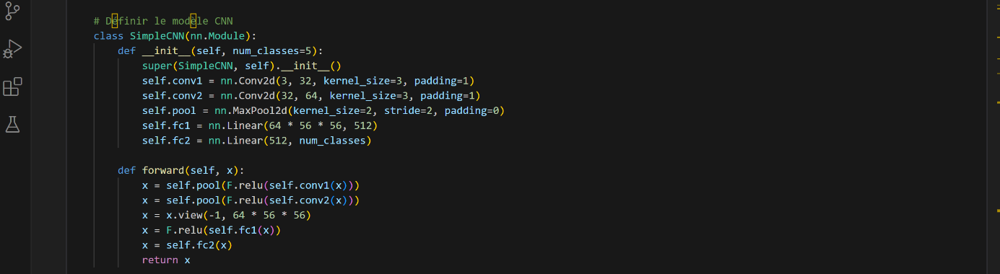 # Définir le modèle CNN
class SimpleCNN(nn.Module):
    def __init__(self, num_classes=5):
        super(SimpleCNN, self).__init__()
        self.conv1 = nn.Conv2d(3, 32, kernel_size=3, padding=1)
        self.conv2 = nn.Conv2d(32, 64, kernel_size=3, padding=1)
        self.pool = nn.MaxPool2d(kernel_size=2, stride=2, padding=0)
        self.fc1 = nn.Linear(64 * 56 * 56, 512)
        self.fc2 = nn.Linear(512, num_classes)

    def forward(self, x):
        x = self.pool(F.relu(self.conv1(x)))
        x = self.pool(F.relu(self.conv2(x)))
        x = x.view(-1, 64 * 56 * 56)
        x = F.relu(self.fc1(x))
        x = self.fc2(x)
        return x